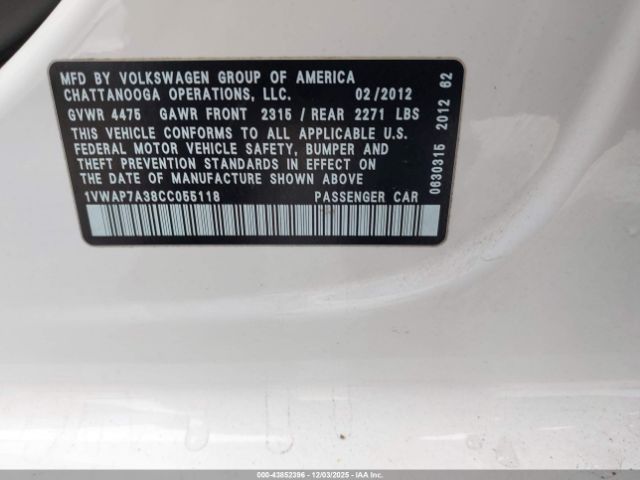 MFD BY VOLKSWAGEN GROUP OF AMERICA
CHATTANOOGA OPERATIONS, LLC. 02/2012
GVWR 4475 GAWR FRONT 2315 / REAR 2271 LBS
THIS VEHICLE CONFORMS TO ALL APPLICABLE U.S.
FEDERAL MOTOR VEHICLE SAFETY, BUMPER AND
THEFT PREVENTION STANDARDS IN EFFECT ON
THE DATE OF MANUFACTURE SHOWN ABOVE
1VWAP7A38CC055118 PASSENGER CAR
0630315 2012 62
000-43852396 - 12/03/2025 - IAA.com